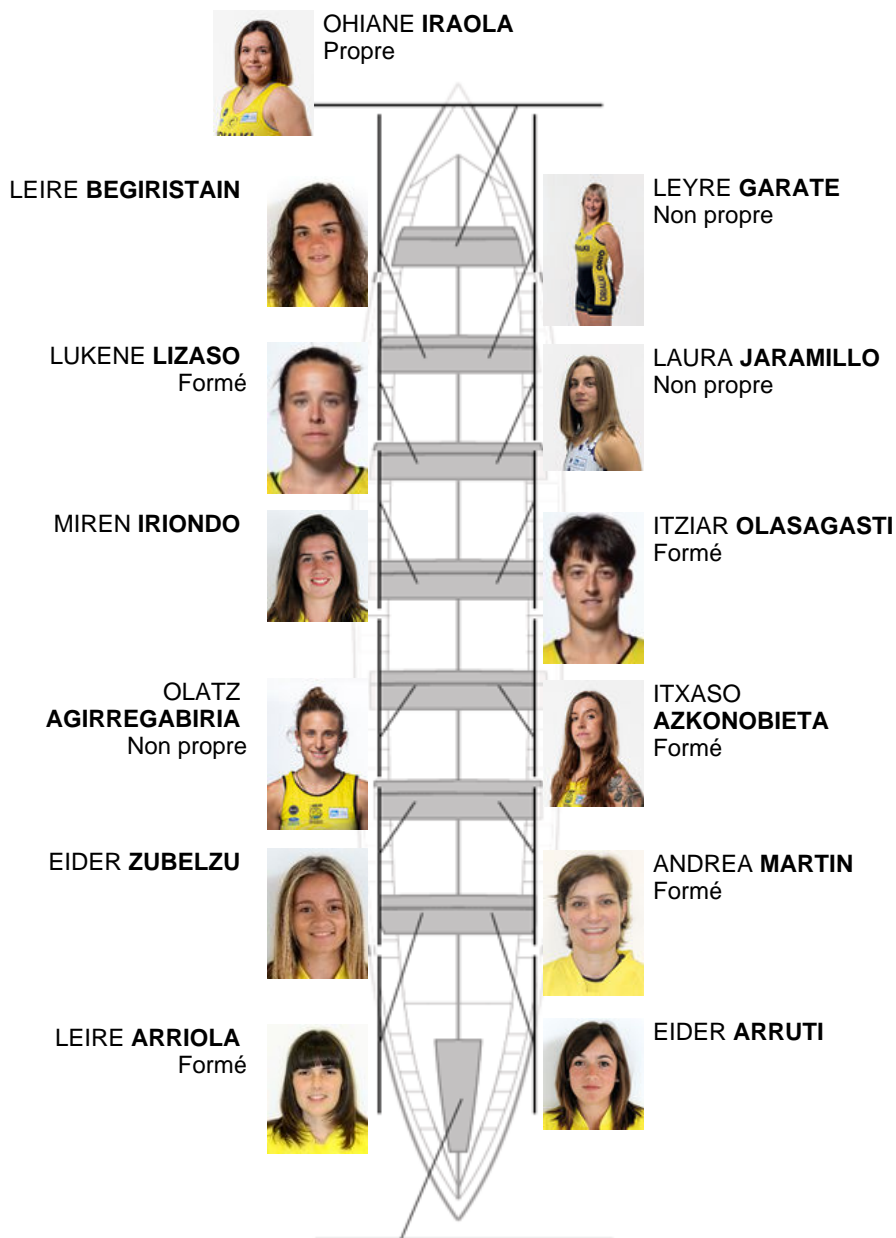 OHIANE IRAOLA
Propre
LEIRE BEGIRISTAIN
LEYRE GARATE
Non propre
LUKENE LIZASO
Formé
LAURA JARAMILLO
Non propre
MIREN IRIONDO
ITZIAR OLASAGASTI
Formé
OLATZ
AGIRREGABIRIA
Non propre
ITXASO
AZKONOBIETA
Formé
EIDER ZUBELZU
ANDREA MARTIN
Formé
LEIRE ARRIOLA
Formé
EIDER ARRUTI